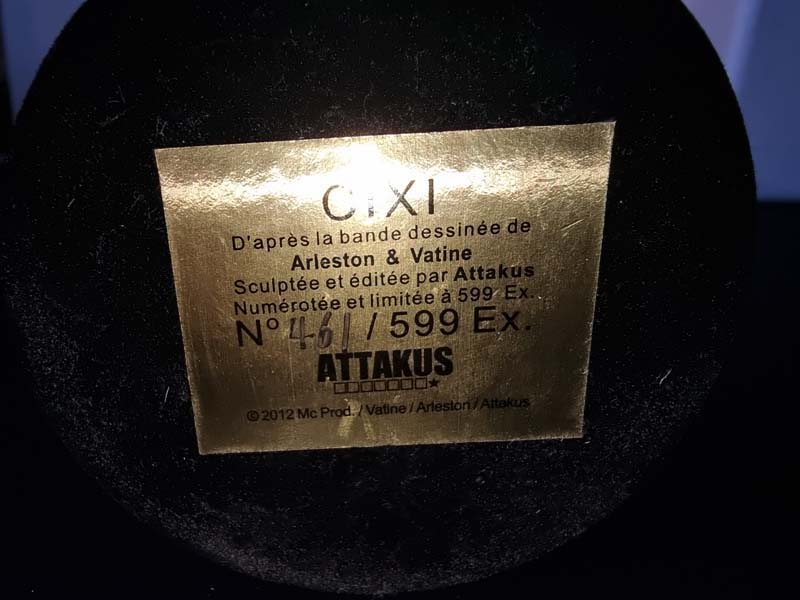 CIXI
D'après la bande dessinée de
Arleston & Vatine
Sculptée et éditée par Attakus
Numérotée et limitée à 599 Ex.
N° 461 / 599 Ex.
ATTAKUS
© 2012 Mc Prod. / Vatine / Arleston / Attakus